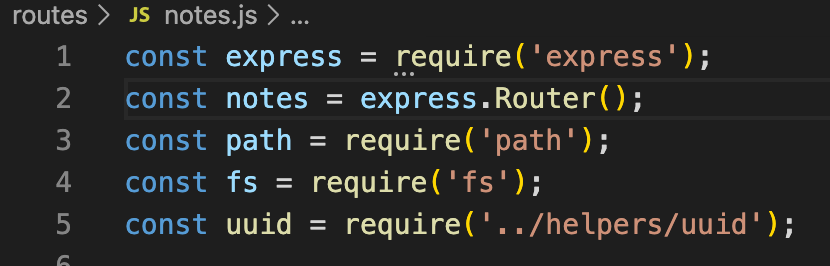 routes > JS notes.js > ...
1 const express = require('express');
2 const notes = express.Router();
3 const path = require('path');
4 const fs = require('fs');
5 const uuid = require('../helpers/uuid');
6